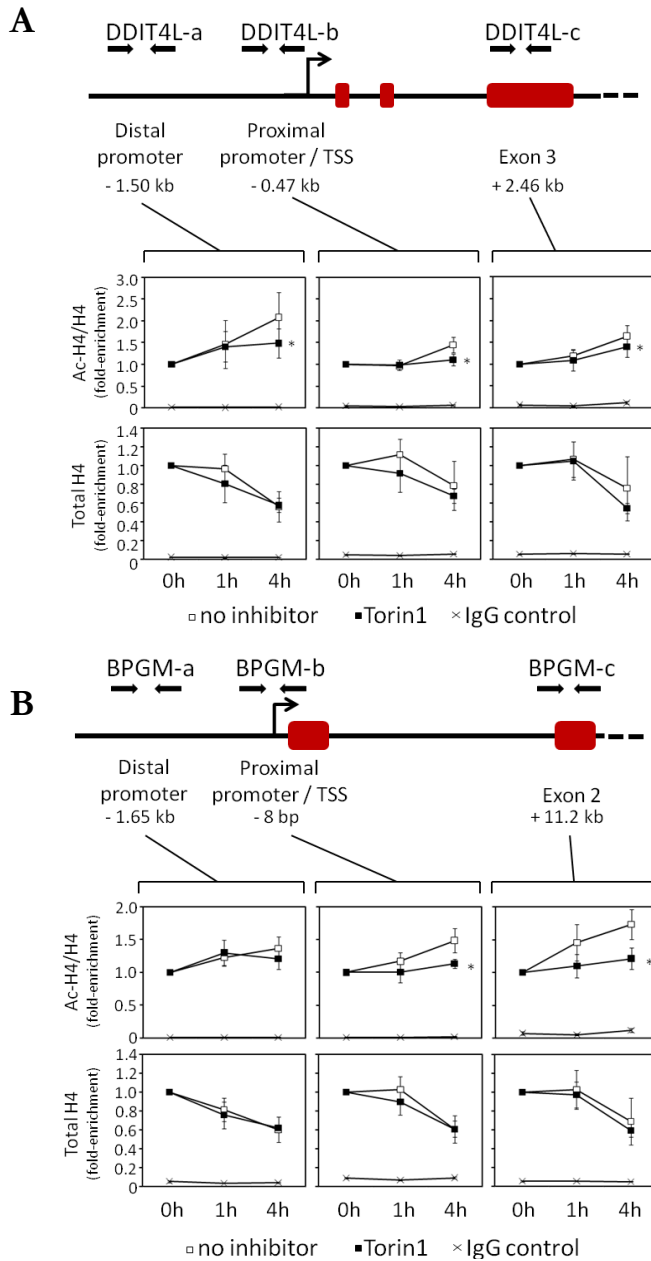 A
DDIT4L-a DDIT4L-b DDIT4L-c
Distal promoter - 1.50 kb
Proximal promoter / TSS - 0.47 kb
Exon 3 + 2.46 kb
Ac-H4/H4 (fold-enrichment)
3.0
2.5
2.0
1.5
1.0
0.5
0
* * *
Total H4 (fold-enrichment)
1.4
1.2
1.0
0.8
0.6
0.4
0.2
0
0h 1h 4h 0h 1h 4h 0h 1h 4h
no inhibitor Torin1 IgG control
B
BPGM-a BPGM-b BPGM-c
Distal promoter - 1.65 kb
Proximal promoter / TSS - 8 bp
Exon 2 + 11.2 kb
Ac-H4/H4 (fold-enrichment)
2.0
1.5
1.0
0.5
0
* *
Total H4 (fold-enrichment)
1.4
1.2
1.0
0.8
0.6
0.4
0.2
0
0h 1h 4h 0h 1h 4h 0h 1h 4h
no inhibitor Torin1 IgG control